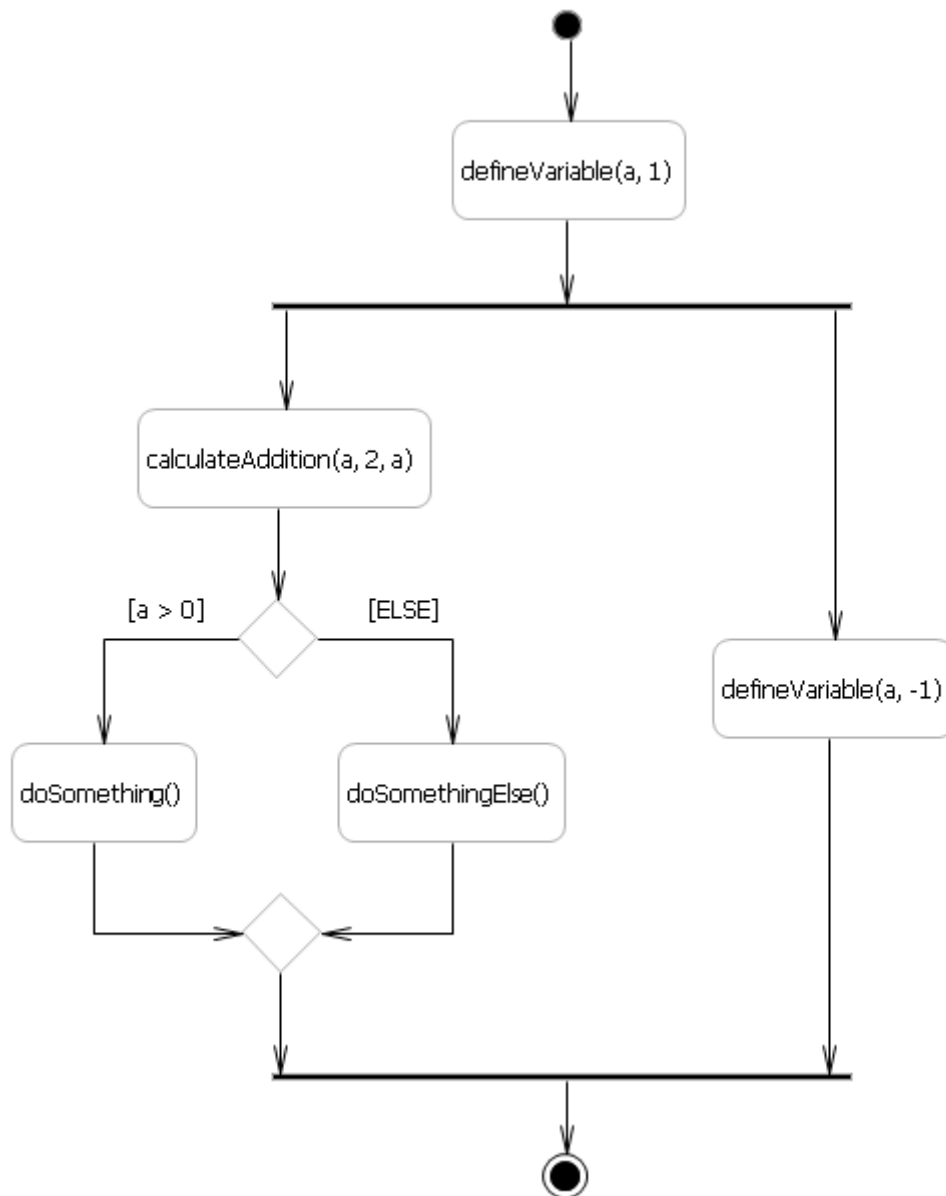 defineVariable(a, 1)
calculateAddition(a, 2, a)
[a > 0]
[ELSE]
defineVariable(a, -1)
doSomething()
doSomethingElse()